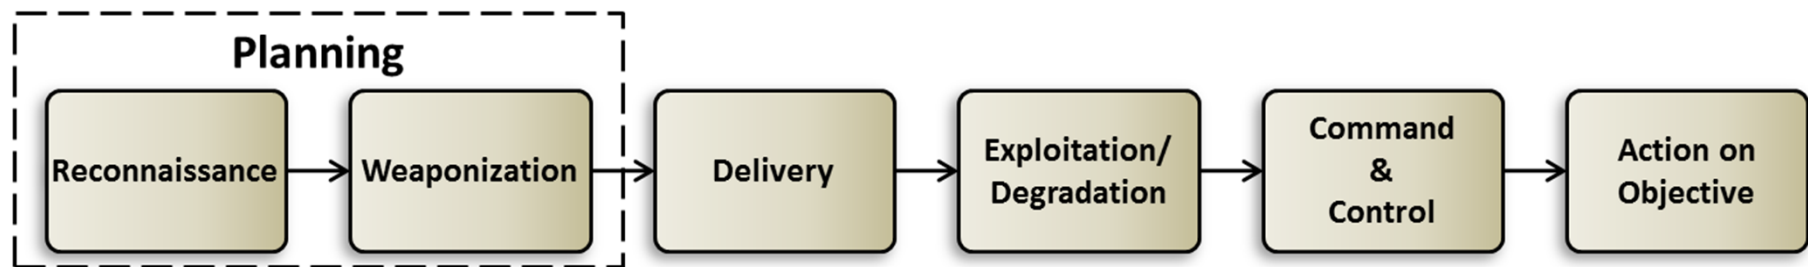 Planning
Reconnaissance
Weaponization
Delivery
Exploitation/
Degradation
Command
&
Control
Action on
Objective